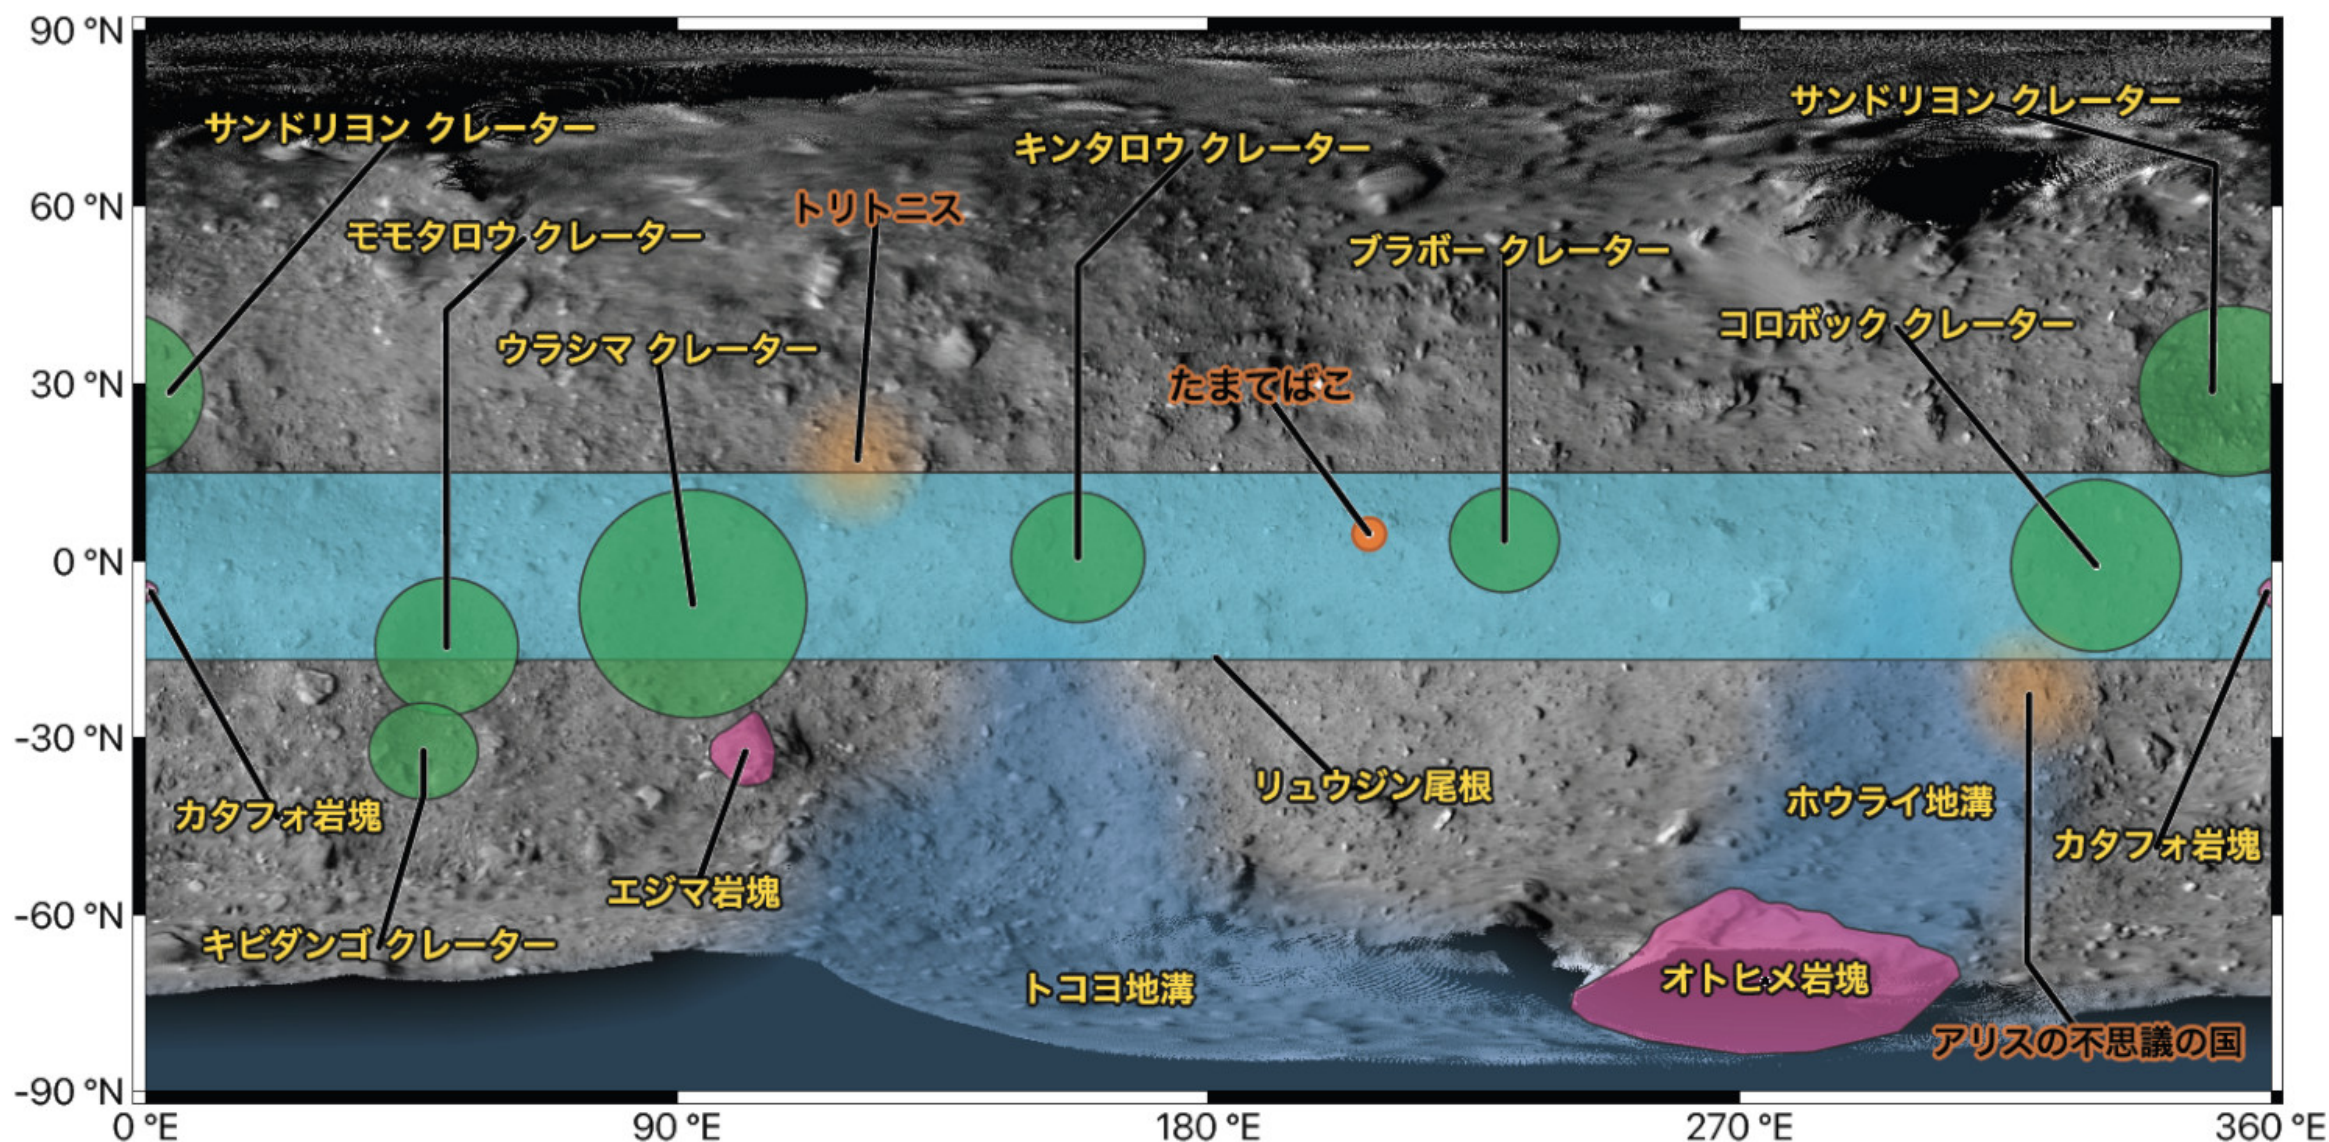 90 °N
サンドリヨン クレーター
サンドリヨン クレーター
キンタロウ クレーター
60 °N
トリトニス
モモタロウ クレーター
ブラボー クレーター
コロボック クレーター
ウラシマ クレーター
30 °N
たまてばこ
0 °N
-30 °N
リュウジン尾根
ホウライ地溝
カタフォ岩塊
カタフォ岩塊
エジマ岩塊
-60 °N
キビダンゴ クレーター
オトヒメ岩塊
トコヨ地溝
アリスの不思議の国
-90 °N
0 °E
90 °E
180 °E
270 °E
360 °E